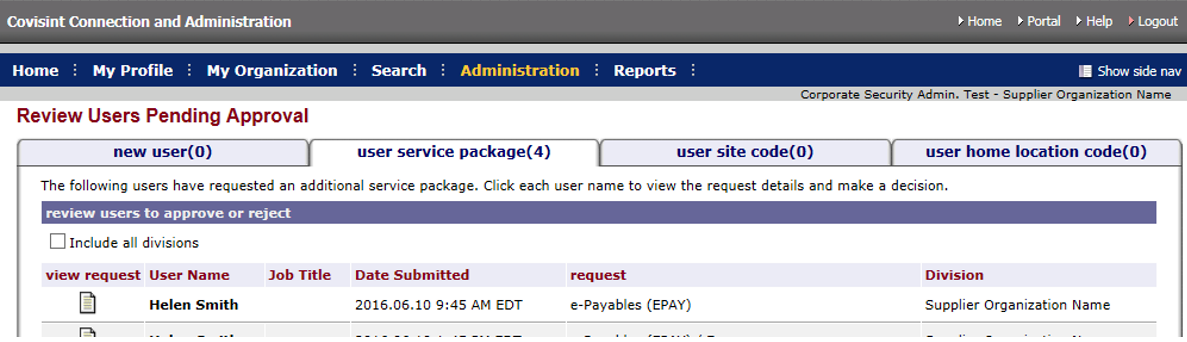 Covisint Connection and Administration Home Portal Help Logout
Home My Profile My Organization Search Administration Reports Show side nav
Corporate Security Admin. Test - Supplier Organization Name
Review Users Pending Approval
new user(0) user service package(4) user site code(0) user home location code(0)
The following users have requested an additional service package. Click each user name to view the request details and make a decision.
review users to approve or reject
Include all divisions
view request User Name Job Title Date Submitted request Division
Helen Smith 2016.06.10 9:45 AM EDT e-Payables (EPAY) Supplier Organization Name